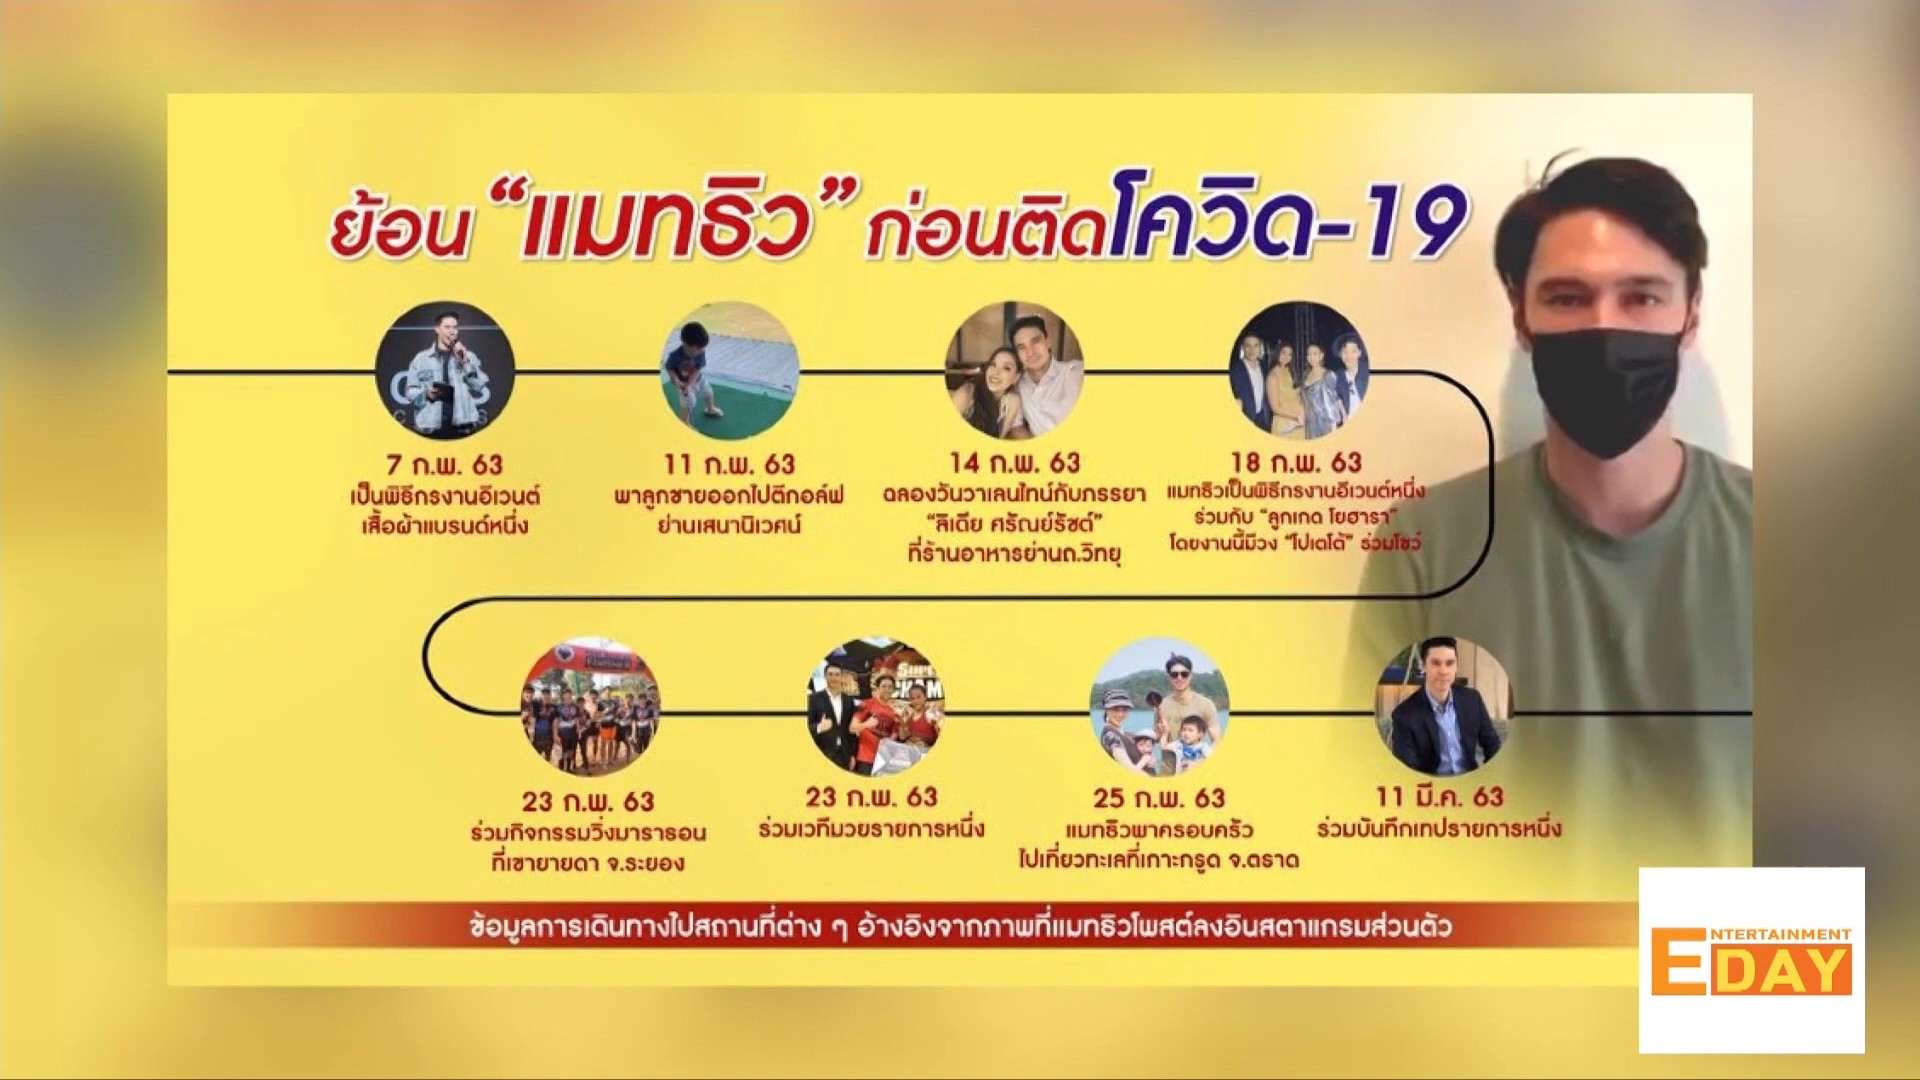 ย้อน “แมทธิว” ก่อนติดโควิด-19
7 ก.พ. 63
เป็นพิธีกรงานอีเวนต์
เสื้อผ้าแบรนด์หนึ่ง
11 ก.พ. 63
พาลูกชายออกไปตีกอล์ฟ
ย่านเสนานิเวศน์
14 ก.พ. 63
ฉลองวันวาเลนไทน์กับภรรยา
“ลิเดีย ศรัณย์รัชต์”
ที่ร้านอาหารย่านถ.วิทยุ
18 ก.พ. 63
แมทธิวเป็นพิธีกรงานอีเวนต์หนึ่ง
ร่วมกับ “ลูกเกด โยฮารา”
โดยงานนี้มีวง “โปเตโต้” ร่วมโชว์
23 ก.พ. 63
ร่วมกิจกรรมวิ่งมาราธอน
ที่เขายายดา จ.ระยอง
23 ก.พ. 63
ร่วมเวทีมวยรายการหนึ่ง
25 ก.พ. 63
แมทธิวพาครอบครัว
ไปเที่ยวทะเลที่เกาะกรูด จ.ตราด
11 มี.ค. 63
ร่วมบันทึกเทปรายการหนึ่ง
ข้อมูลการเดินทางไปสถานที่ต่าง ๆ อ้างอิงจากภาพที่แมทธิวโพสต์ลงอินสตาแกรมส่วนตัว
ENTERTAINMENT
DAY